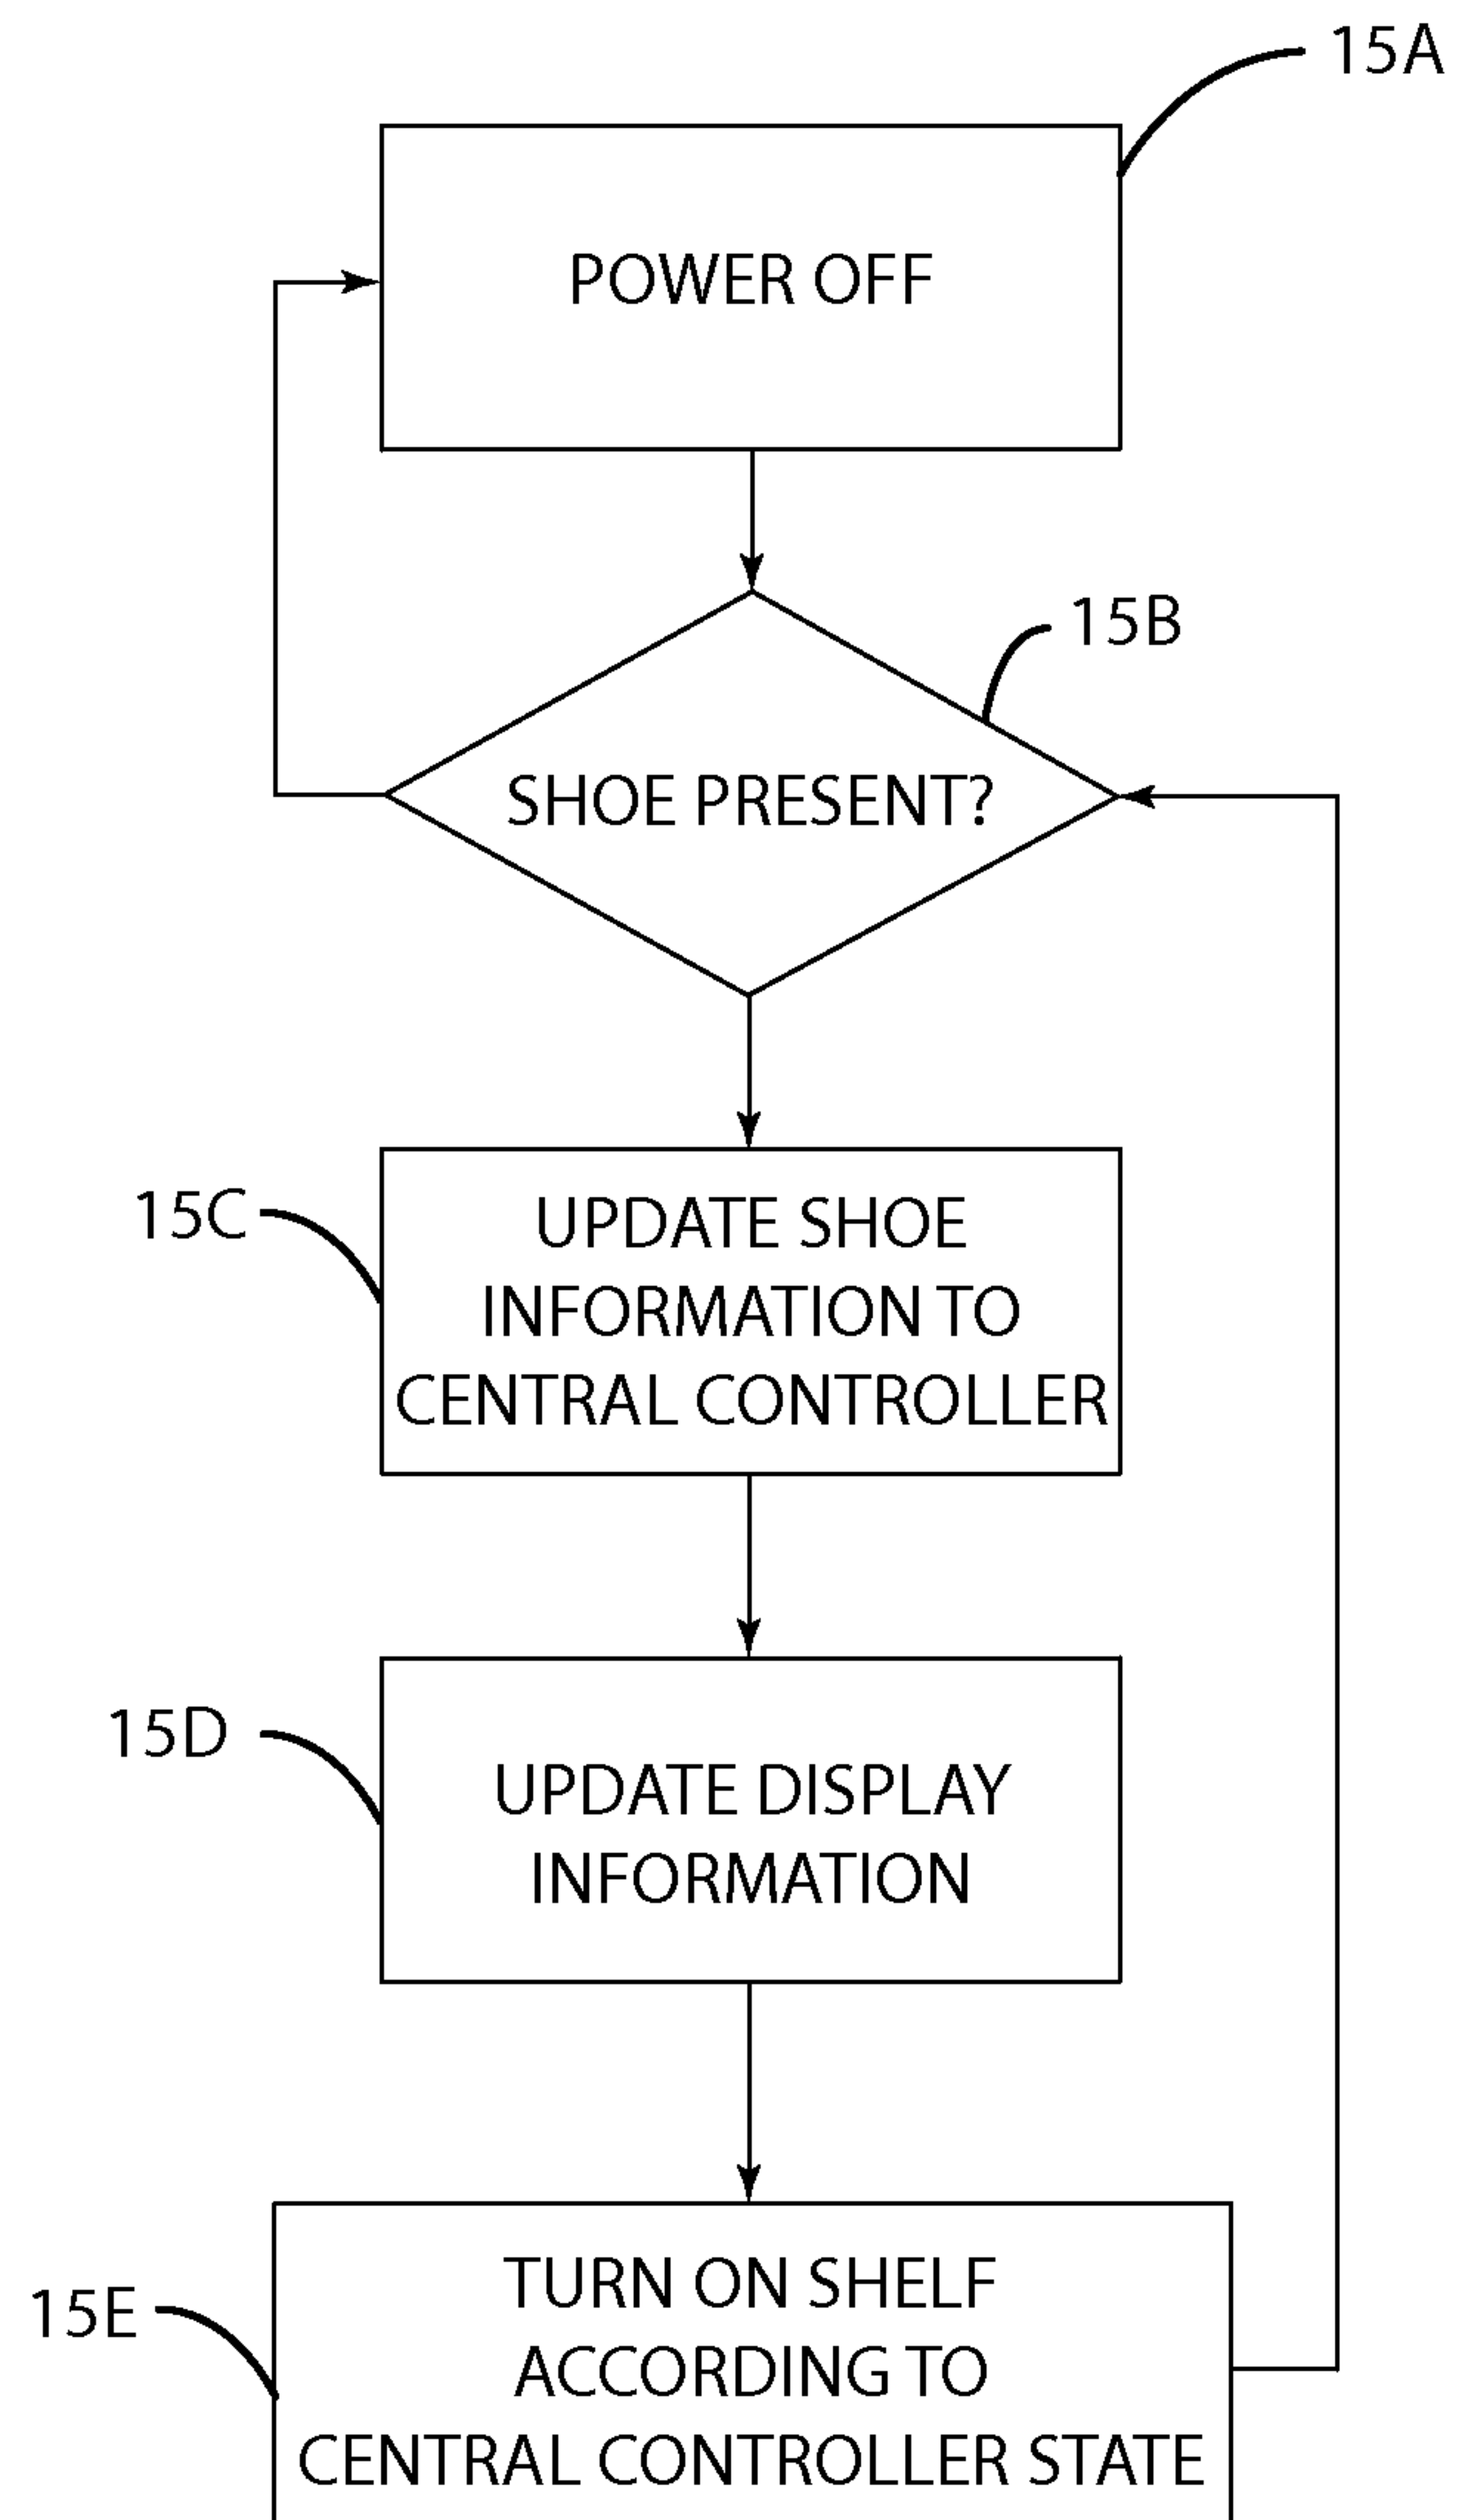 15A
POWER OFF
15B
SHOE PRESENT?
15C
UPDATE SHOE
INFORMATION TO
CENTRAL CONTROLLER
15D
UPDATE DISPLAY
INFORMATION
15E
TURN ON SHELF
ACCORDING TO
CENTRAL CONTROLLER STATE